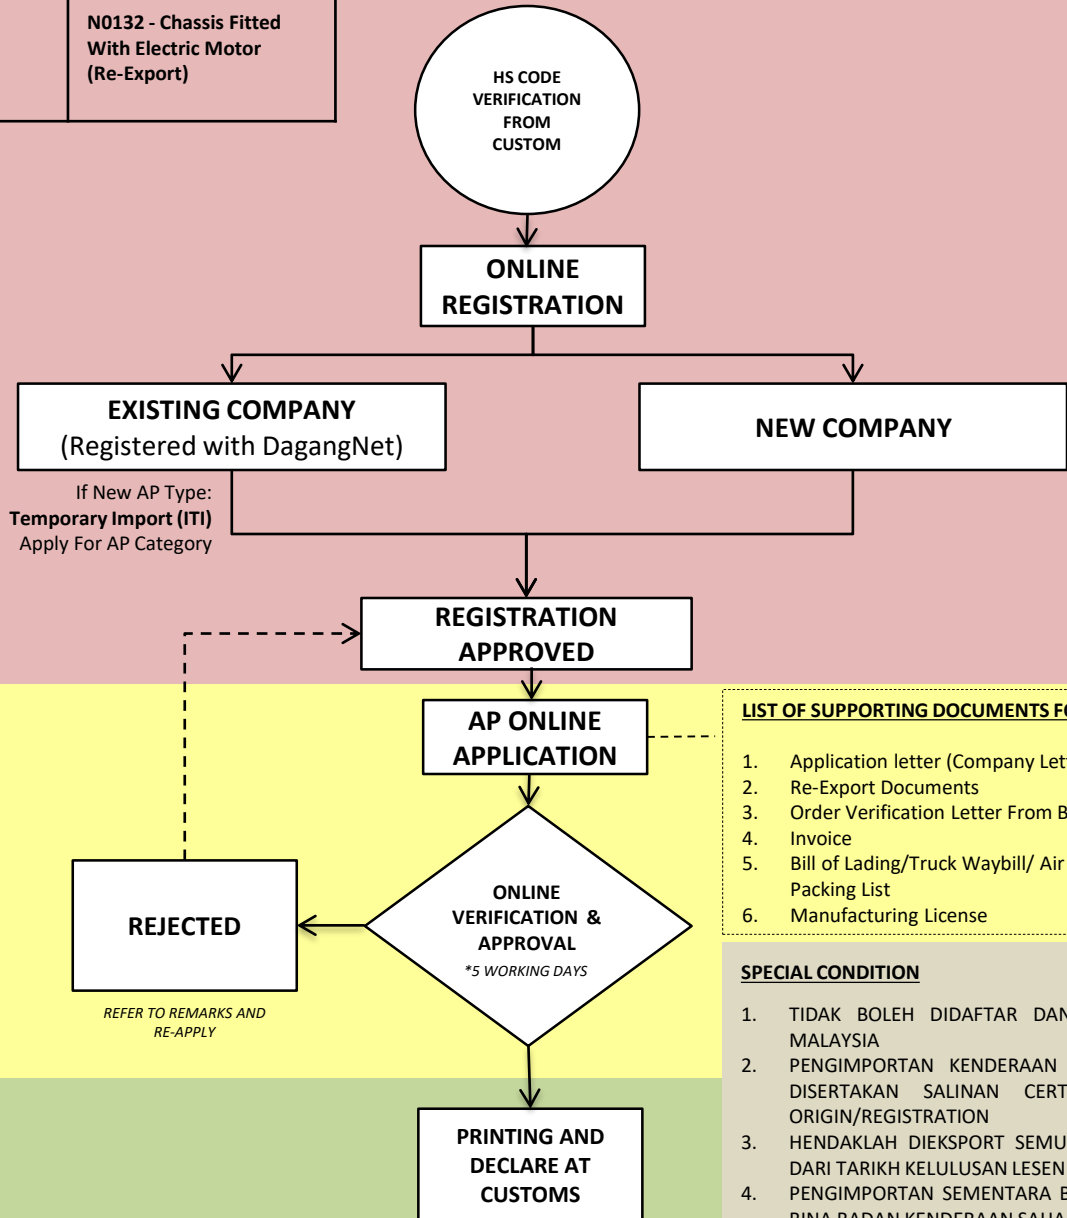 N0132 - Chassis Fitted
With Electric Motor
(Re-Export)
HS CODE
VERIFICATION
FROM
CUSTOM
ONLINE
REGISTRATION
EXISTING COMPANY
(Registered with DagangNet)
NEW COMPANY
If New AP Type:
Temporary Import (ITI)
Apply For AP Category
REGISTRATION
APPROVED
AP ONLINE
APPLICATION
LIST OF SUPPORTING DOCUMENTS
1. Application letter (Company
2. Re-Export Documents
3. Order Verification Letter From
4. Invoice
5. Bill of Lading/Truck Waybill/ Air
Packing List
6. Manufacturing License
ONLINE
VERIFICATION &
APPROVAL
*5 WORKING DAYS
REJECTED
REFER TO REMARKS AND
RE-APPLY
SPECIAL CONDITION
1. TIDAK BOLEH DIDAFTAR DAN
MALAYSIA
2. PENGIMPORTAN KENDERAAN
DISERTAKAN SALINAN
ORIGIN/REGISTRATION
3. HENDAKLAH DIEKSPORT
DARI TARIKH KELULUSAN LESEN
4. PENGIMPORTAN SEMENTARA
BINA BADAN KENDERAAN
PRINTING AND
DECLARE AT
CUSTOMS